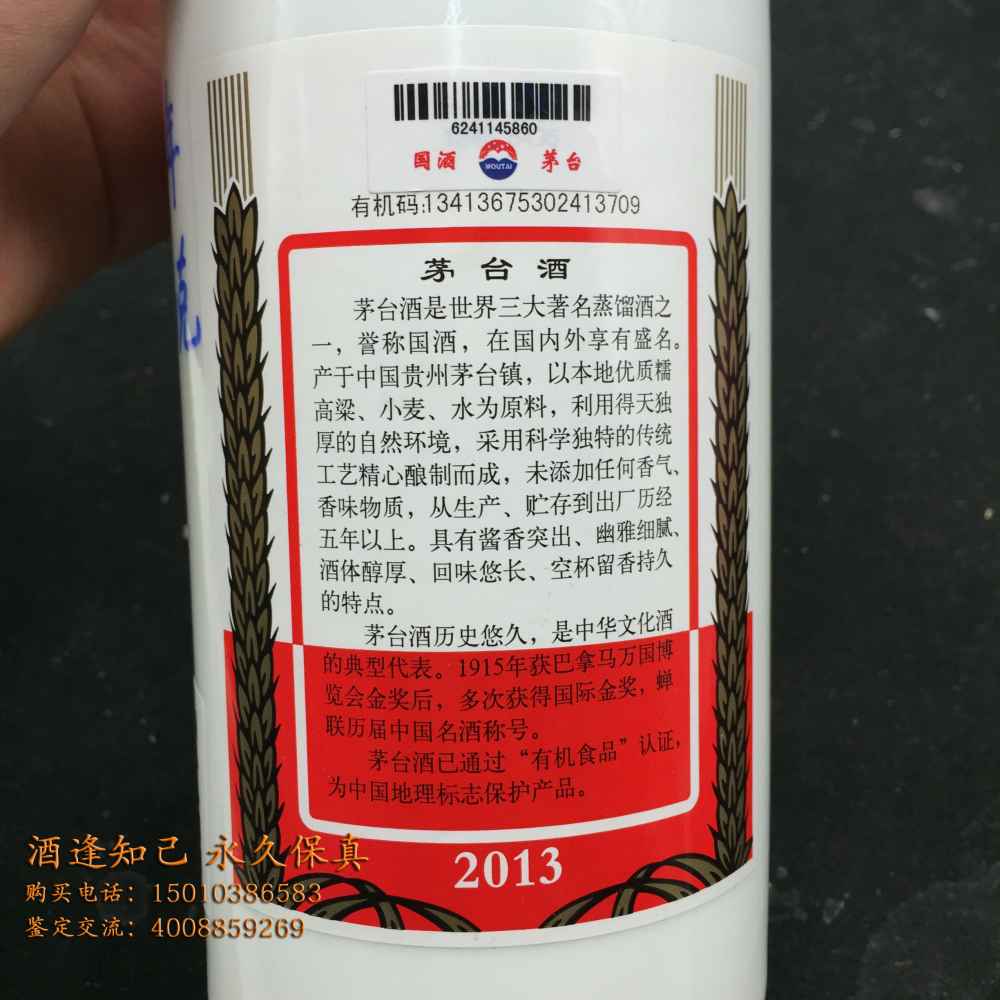 年
克
6241145860
国酒 MOUTAI 茅台
有机码:13413675302413709
茅台酒
茅台酒是世界三大著名蒸馏酒之
一，誉称国酒，在国内外享有盛名。
产于中国贵州茅台镇，以本地优质糯
高粱、小麦、水为原料，利用得天独
厚的自然环境，采用科学独特的传统
工艺精心酿制而成，未添加任何香气、
香味物质，从生产、贮存到出厂历经
五年以上。具有酱香突出、幽雅细腻、
酒体醇厚、回味悠长、空杯留香持久
的特点。
茅台酒历史悠久，是中华文化酒
的典型代表。1915年获巴拿马万国博
览会金奖后，多次获得国际金奖，蝉
联历届中国名酒称号。
茅台酒已通过“有机食品”认证，
为中国地理标志保护产品。
2013
酒逢知己 永久保真
购买电话：15010386583
鉴定交流：4008859269